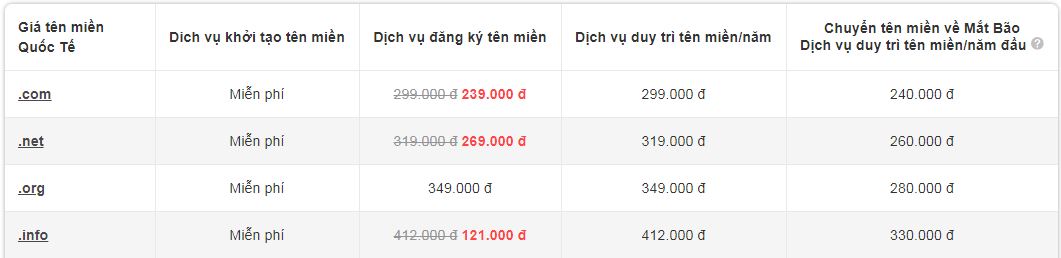 Giá tên miền
Quốc Tế
Dich vụ khởi tạo tên miền
Dịch vụ đăng ký tên miền
Dịch vụ duy trì tên miền/năm
Chuyển tên miền về Mắt Bão
Dịch vụ duy trì tên miền/năm đầu ?
.com Miễn phí 299.000 đ 239.000 đ 299.000 đ 240.000 đ
.net Miễn phí 319.000 đ 269.000 đ 319.000 đ 260.000 đ
.org Miễn phí 349.000 đ 349.000 đ 280.000 đ
.info Miễn phí 412.000 đ 121.000 đ 412.000 đ 330.000 đ